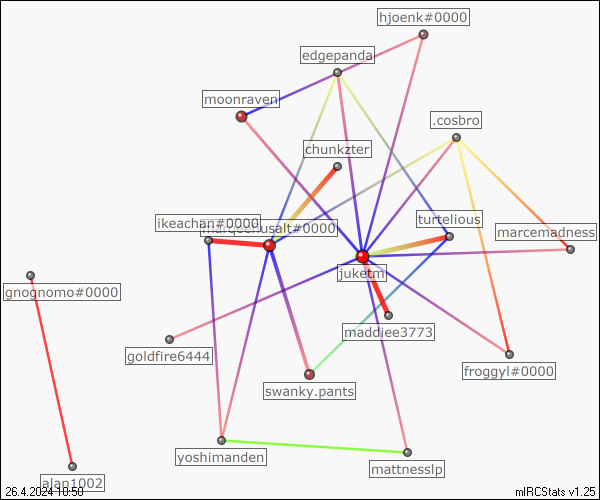 hjoenk#0000
edgepanda
moonraven
.cosbro
chunkzter
ikeachan#0000
usalt#0000
turtelious
marcemadness
juketm
gnognomo#0000
maddiee3773
goldfire6444
froggyl#0000
swanky.pants
yoshimanden
mattnesslp
alan1002
26.4.2024 10:50
mIRCStats v1.25